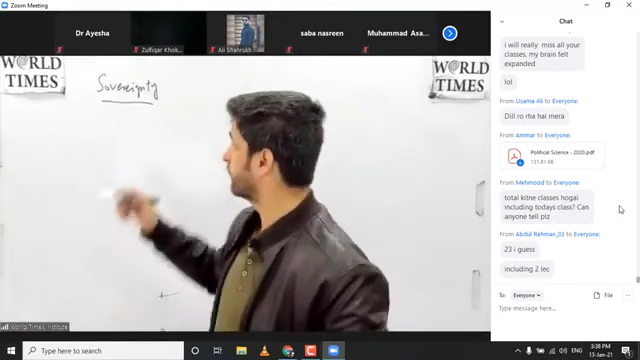 Zoom Meeting
Dr Ayesha
saba nasreen
Muhammad Asa...
Zulfiqar Khok...
Ali Shahrukh
W@RLD
TIMES
Sovereignty
W@RLD
TIMES
World Times Institute
Chat
i will really miss all your
classes, my brain felt
expanded
lol
From Usama Ali to Everyone:
Dill ro rha hai mera
From Ammar to Everyone:
Political Science - 2020.pdf
131.81 KB
From Mehmood to Everyone:
total kitne classes hogai
including todays class? Can
anyone tell plz
From Abdul Rehman_03 to Everyone:
23 i guess
including 2 lec
To: Everyone
File
Type message here...
Type here to search
3:38 PM
13-Jan-21